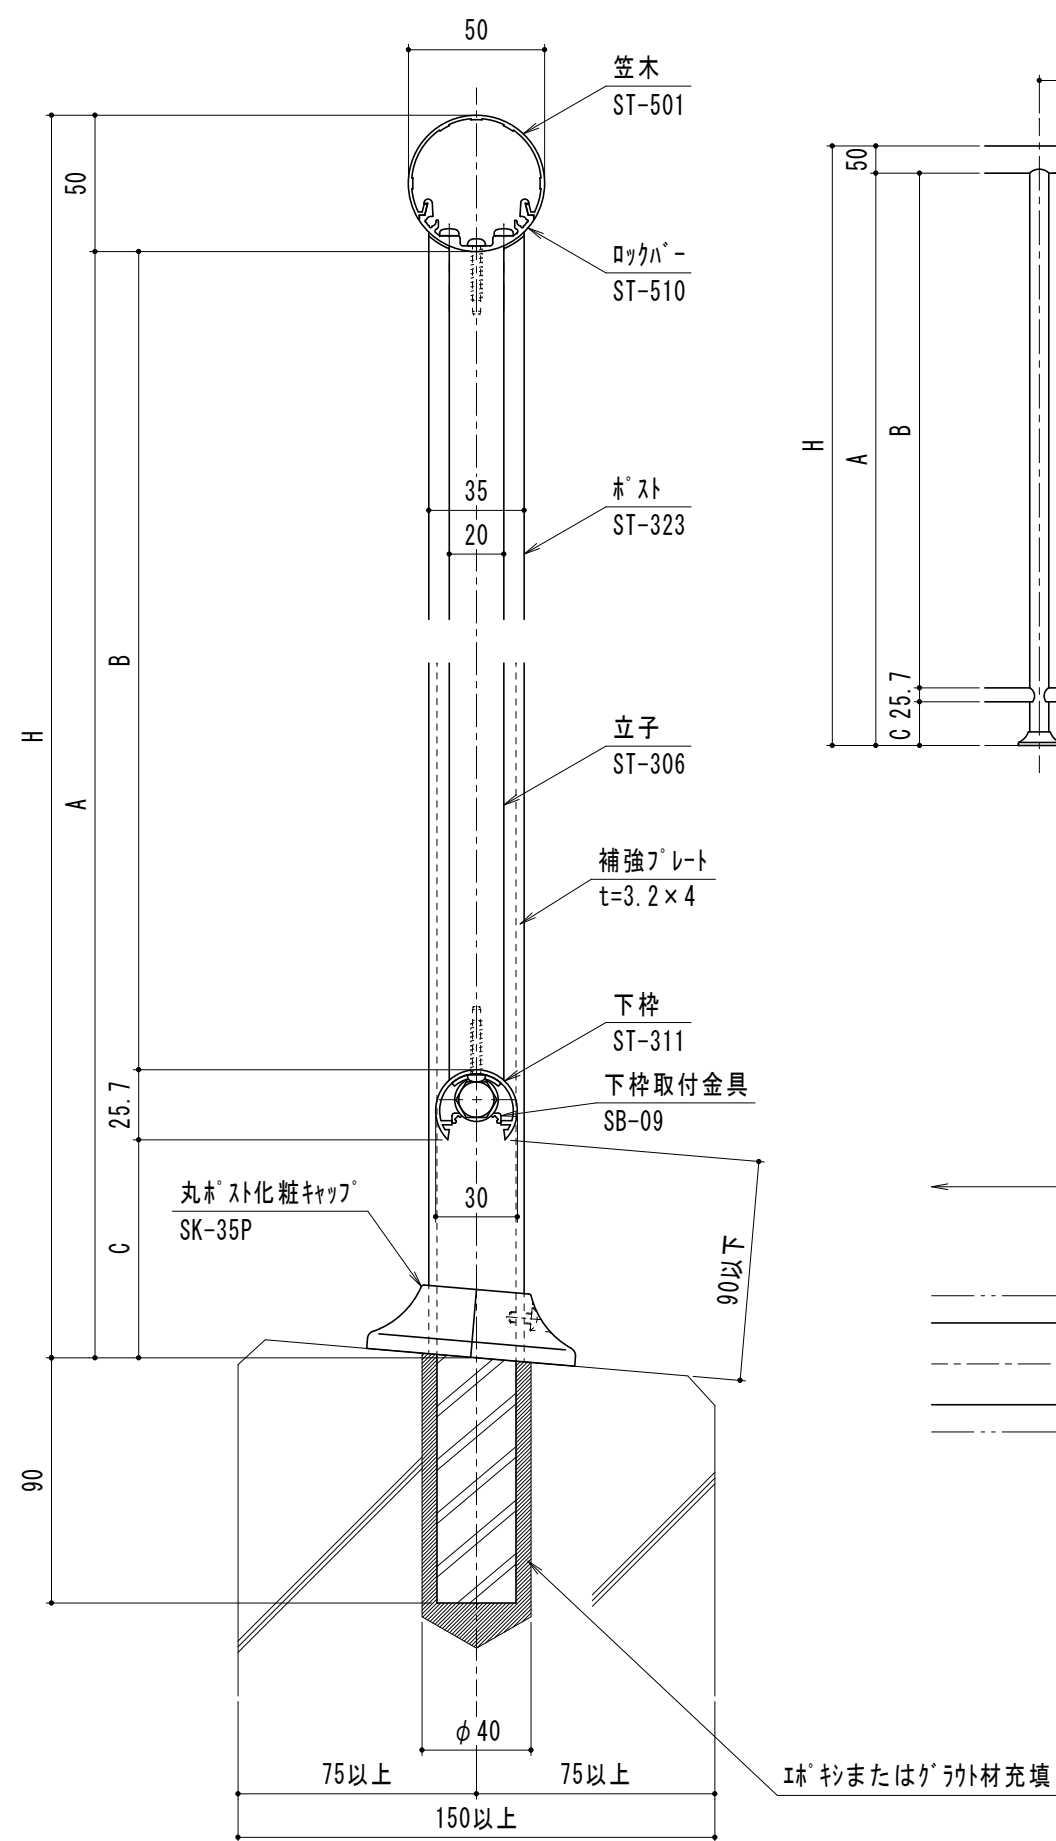 50
笠木
ST-501
50
50
ﾛｯｸﾊﾞｰ
ST-510
35
ﾎﾟｽﾄ
ST-323
20
H
A
B
B
H
A
立子
ST-306
C 25.7
補強ﾌﾟﾚｰﾄ
t=3.2×4
下枠
ST-311
25.7
下枠取付金具
SB-09
丸ﾎﾟｽﾄ化粧ｷｬｯﾌﾟ
SK-35P
30
C
90以下
90
φ40
75以上
75以上
ｴﾎﾟｷｼまたはｸﾞﾗｳﾄ材充填
150以上